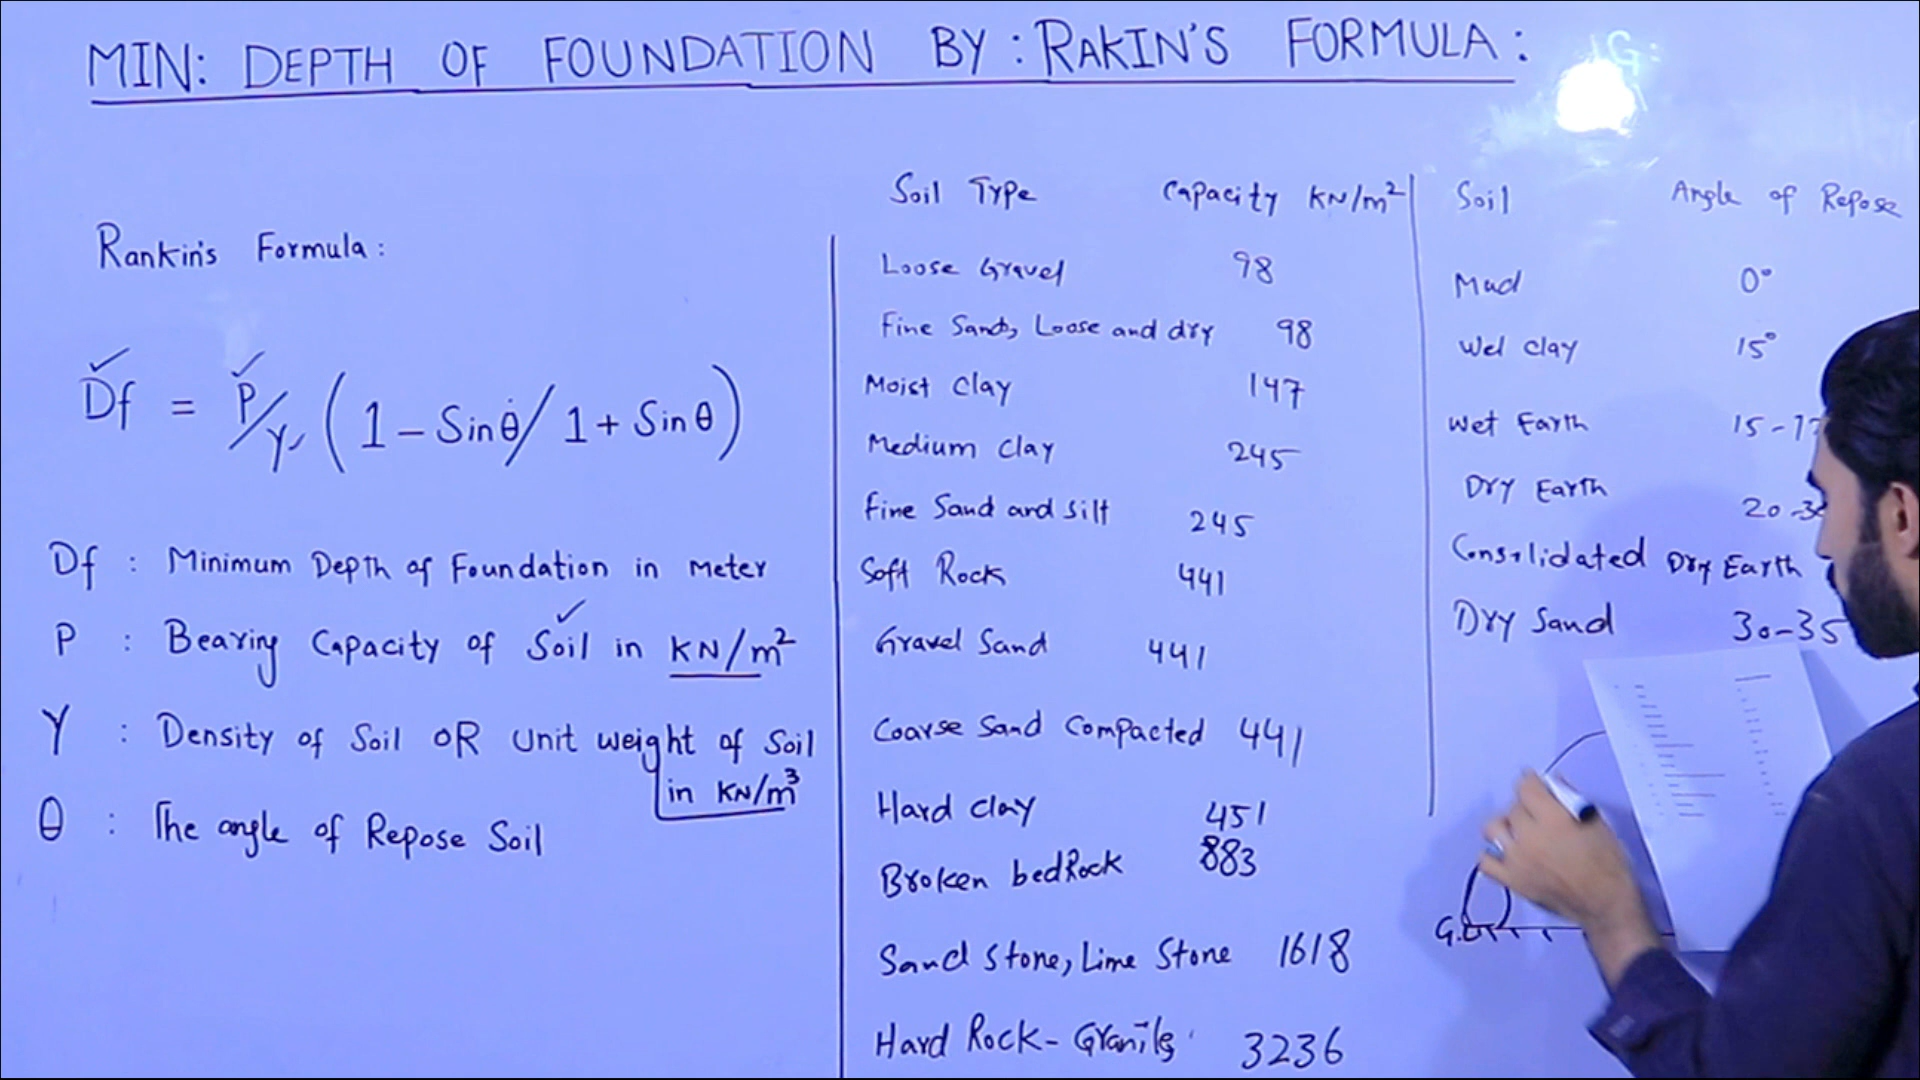 MIN: DEPTH OF FOUNDATION BY: RAKIN'S FORMULA:
Rankin's Formula:
Df = P/γ (1 - Sinθ/1 + Sinθ)
Df : Minimum Depth of Foundation in Meter
P : Bearing Capacity of Soil in KN/m²
γ : Density of Soil OR Unit weight of Soil
in KN/m³
θ : The angle of Repose Soil
Soil Type Capacity KN/m²
Loose Gravel 98
Fine Sand, Loose and dry 98
Moist Clay 147
Medium Clay 245
Fine Sand and Silt 245
Soft Rock 441
Gravel Sand 441
Coarse Sand Compacted 441
Hard Clay 451
Broken bedRock 883
Sand Stone, Lime Stone 1618
Hard Rock - 3236
Soil Angle of Repose
Mud 0°
Wel Clay 15°
Wet Earth 15-
Dry Earth 20-
Consolidated Dry Earth
Dry Sand 30-35